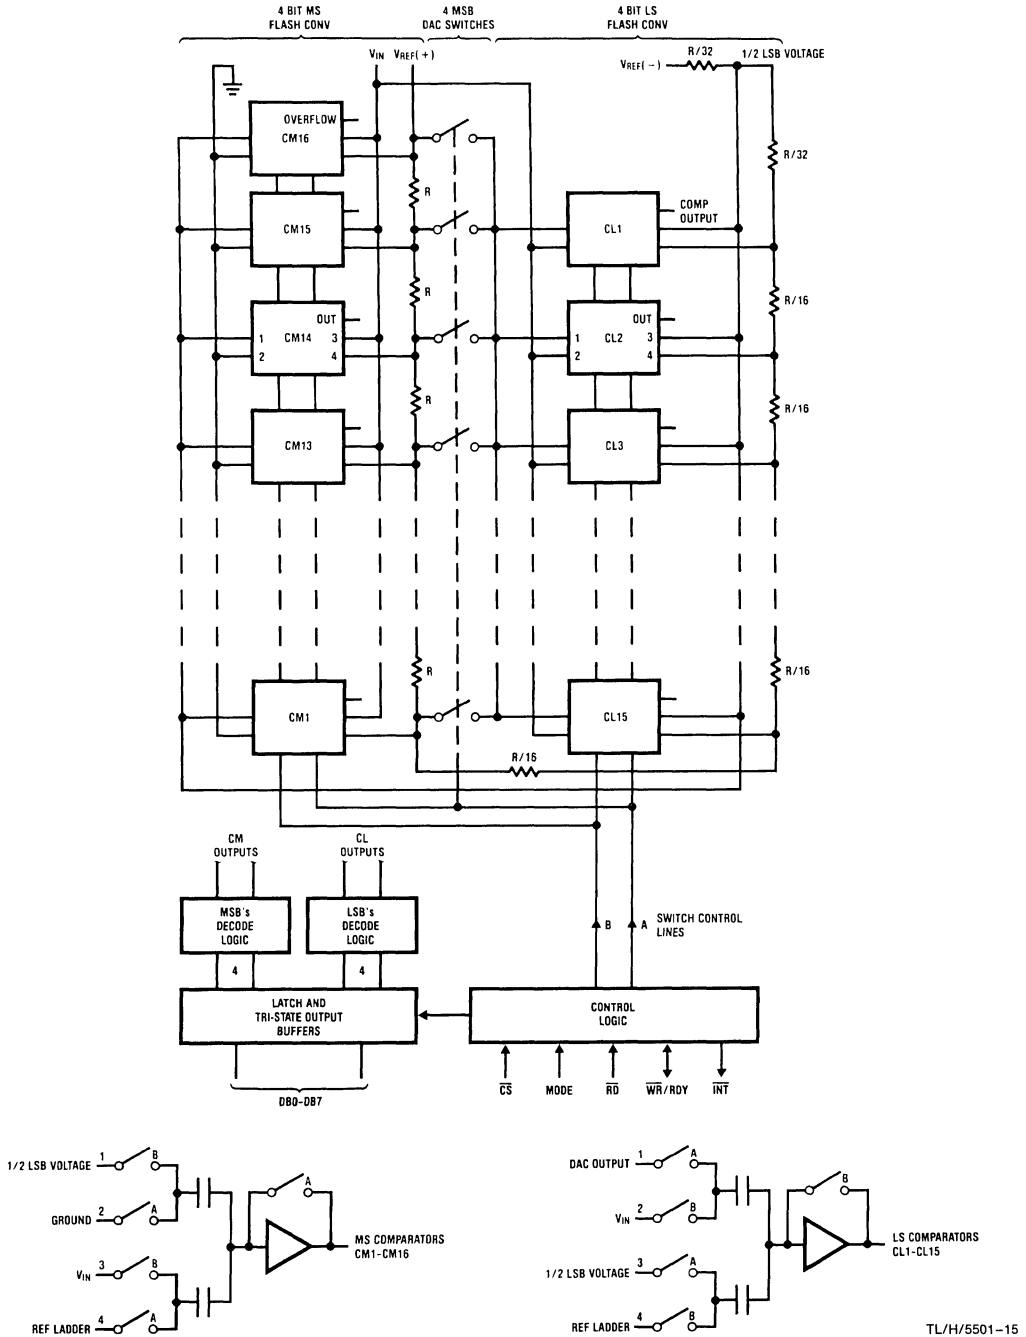 4 BIT MS
FLASH CONV
4 MSB
DAC SWITCHES
4 BIT LS
FLASH CONV
VIN
VREF(+)
VREF(−)
R/32
1/2 LSB VOLTAGE
OVERFLOW
CM16
R/32
R
CM15
CL1
COMP
OUTPUT
R
R/16
OUT
1 CM14 3
2 4
OUT
1 CL2 3
2 4
R
R/16
CM13
CL3
R
R/16
CM1
CL15
R/16
CM
OUTPUTS
CL
OUTPUTS
MSB's
DECODE
LOGIC
LSB's
DECODE
LOGIC
B
A
SWITCH CONTROL
LINES
4
4
LATCH AND
TRI-STATE OUTPUT
BUFFERS
CONTROL
LOGIC
C̅S̅
MODE
R̅D̅
W̅R̅/RDY
I̅N̅T̅
DB0-DB7
1/2 LSB VOLTAGE 1 B
GROUND 2 A
A
VIN 3 B
REF LADDER 4 A
MS COMPARATORS
CM1-CM16
DAC OUTPUT 1 A
VIN 2 B
B
1/2 LSB VOLTAGE 3 A
REF LADDER 4 B
LS COMPARATORS
CL1-CL15
TL/H/5501-15